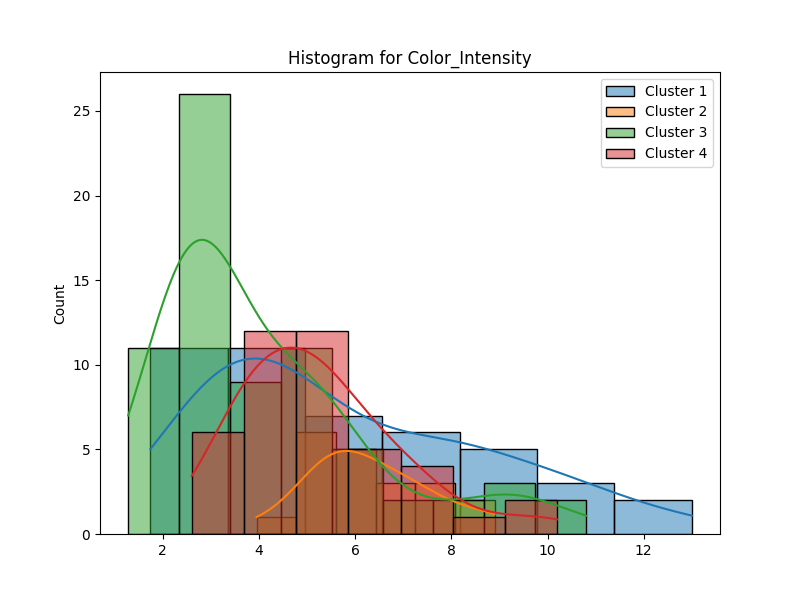 Histogram for Color_Intensity
Cluster 1
Cluster 2
Cluster 3
Cluster 4
Count
25
20
15
10
5
0
2 4 6 8 10 12